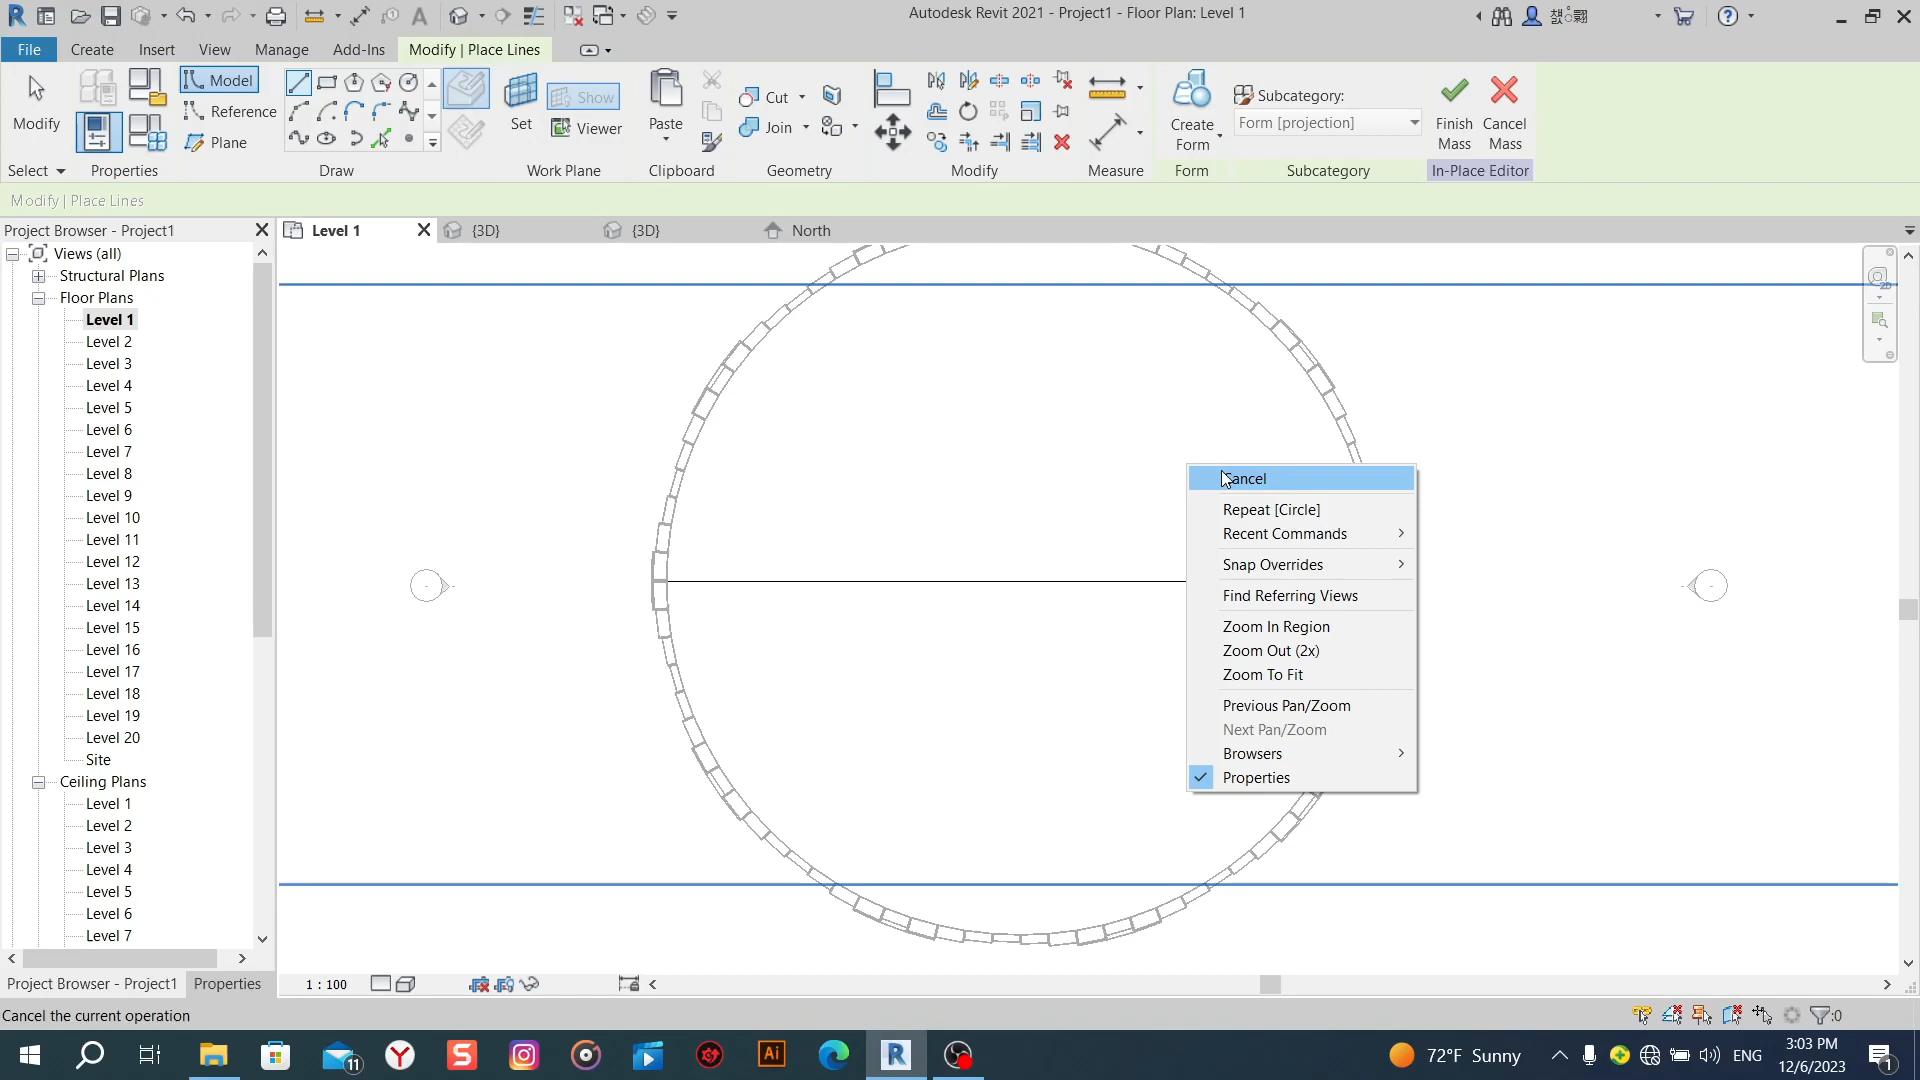 Autodesk Revit 2021 - Project1 - Floor Plan: Level 1
File
Create
Insert
View
Manage
Add-Ins
Modify | Place Lines
Modify
Model
Reference
Plane
Set
Show
Viewer
Paste
Cut
Join
Create
Form
Subcategory:
Form [projection]
Finish
Mass
Cancel
Mass
Select
Properties
Draw
Work Plane
Clipboard
Geometry
Modify
Measure
Form
Subcategory
In-Place Editor
Modify | Place Lines
Project Browser - Project1
Level 1
{3D}
{3D}
North
Views (all)
Structural Plans
Floor Plans
Level 1
Level 2
Level 3
Level 4
Level 5
Level 6
Level 7
Level 8
Level 9
Level 10
Level 11
Level 12
Level 13
Level 14
Level 15
Level 16
Level 17
Level 18
Level 19
Level 20
Site
Ceiling Plans
Level 1
Level 2
Level 3
Level 4
Level 5
Level 6
Level 7
2D
Cancel
Repeat [Circle]
Recent Commands
Snap Overrides
Find Referring Views
Zoom In Region
Zoom Out (2x)
Zoom To Fit
Previous Pan/Zoom
Next Pan/Zoom
Browsers
Properties
Project Browser - Project1
Properties
1 : 100
Cancel the current operation
:0
11
72°F Sunny
ENG
3:03 PM
12/6/2023
1